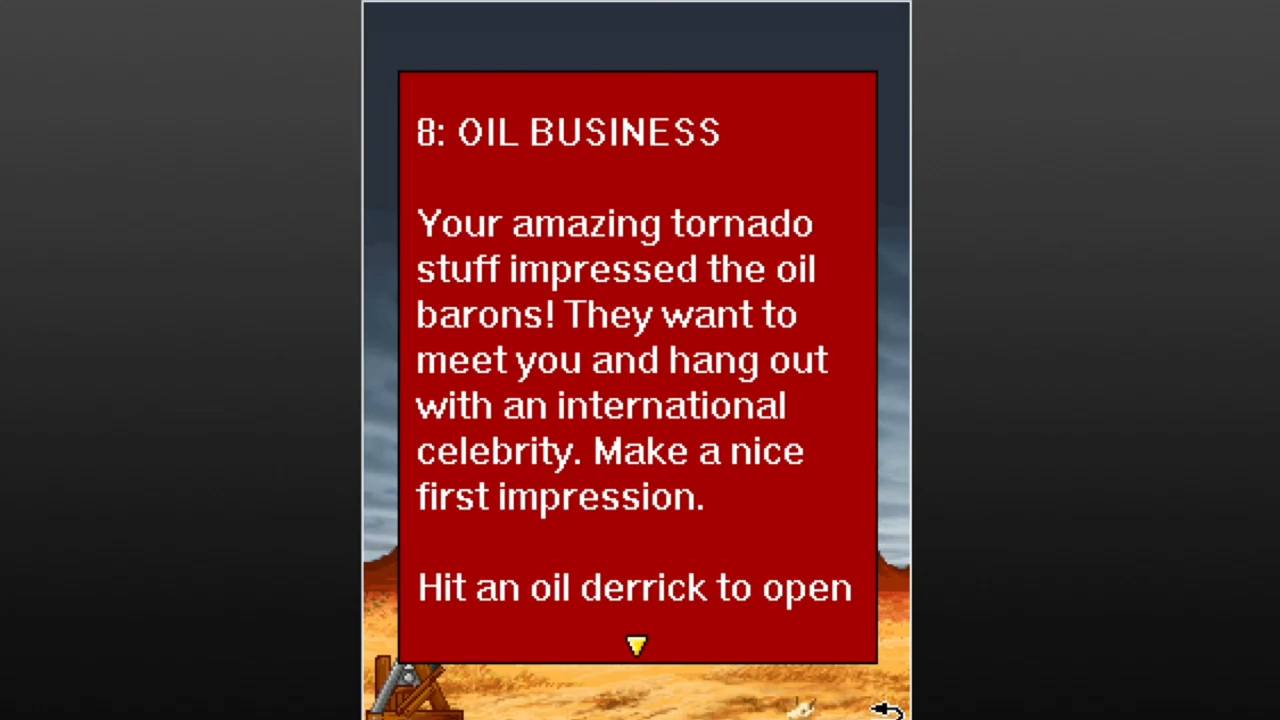 8: OIL BUSINESS
Your amazing tornado
stuff impressed the oil
barons! They want to
meet you and hang out
with an international
celebrity. Make a nice
first impression.
Hit an oil derrick to open